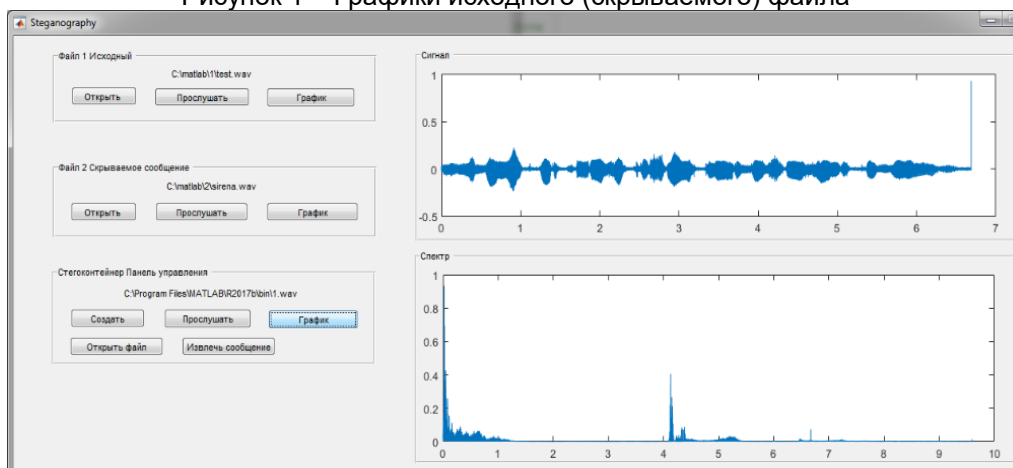 Рисунок 1 – Графики исходного (скрываемого) файла
Steganography
Файл 1 Исходный
C:\matlab\1\test.wav
Открыть Прослушать График
Файл 2 Скрываемое сообщение
C:\matlab\2\sirena.wav
Открыть Прослушать График
Стегоконтейнер Панель управления
C:\Program Files\MATLAB\R2017b\bin\1.wav
Создать Прослушать График
Открыть файл Извлечь сообщение
Сигнал
1
0.5
0
-0.5
0 1 2 3 4 5 6 7
Спектр
1
0.8
0.6
0.4
0.2
0
0 1 2 3 4 5 6 7 8 9 10